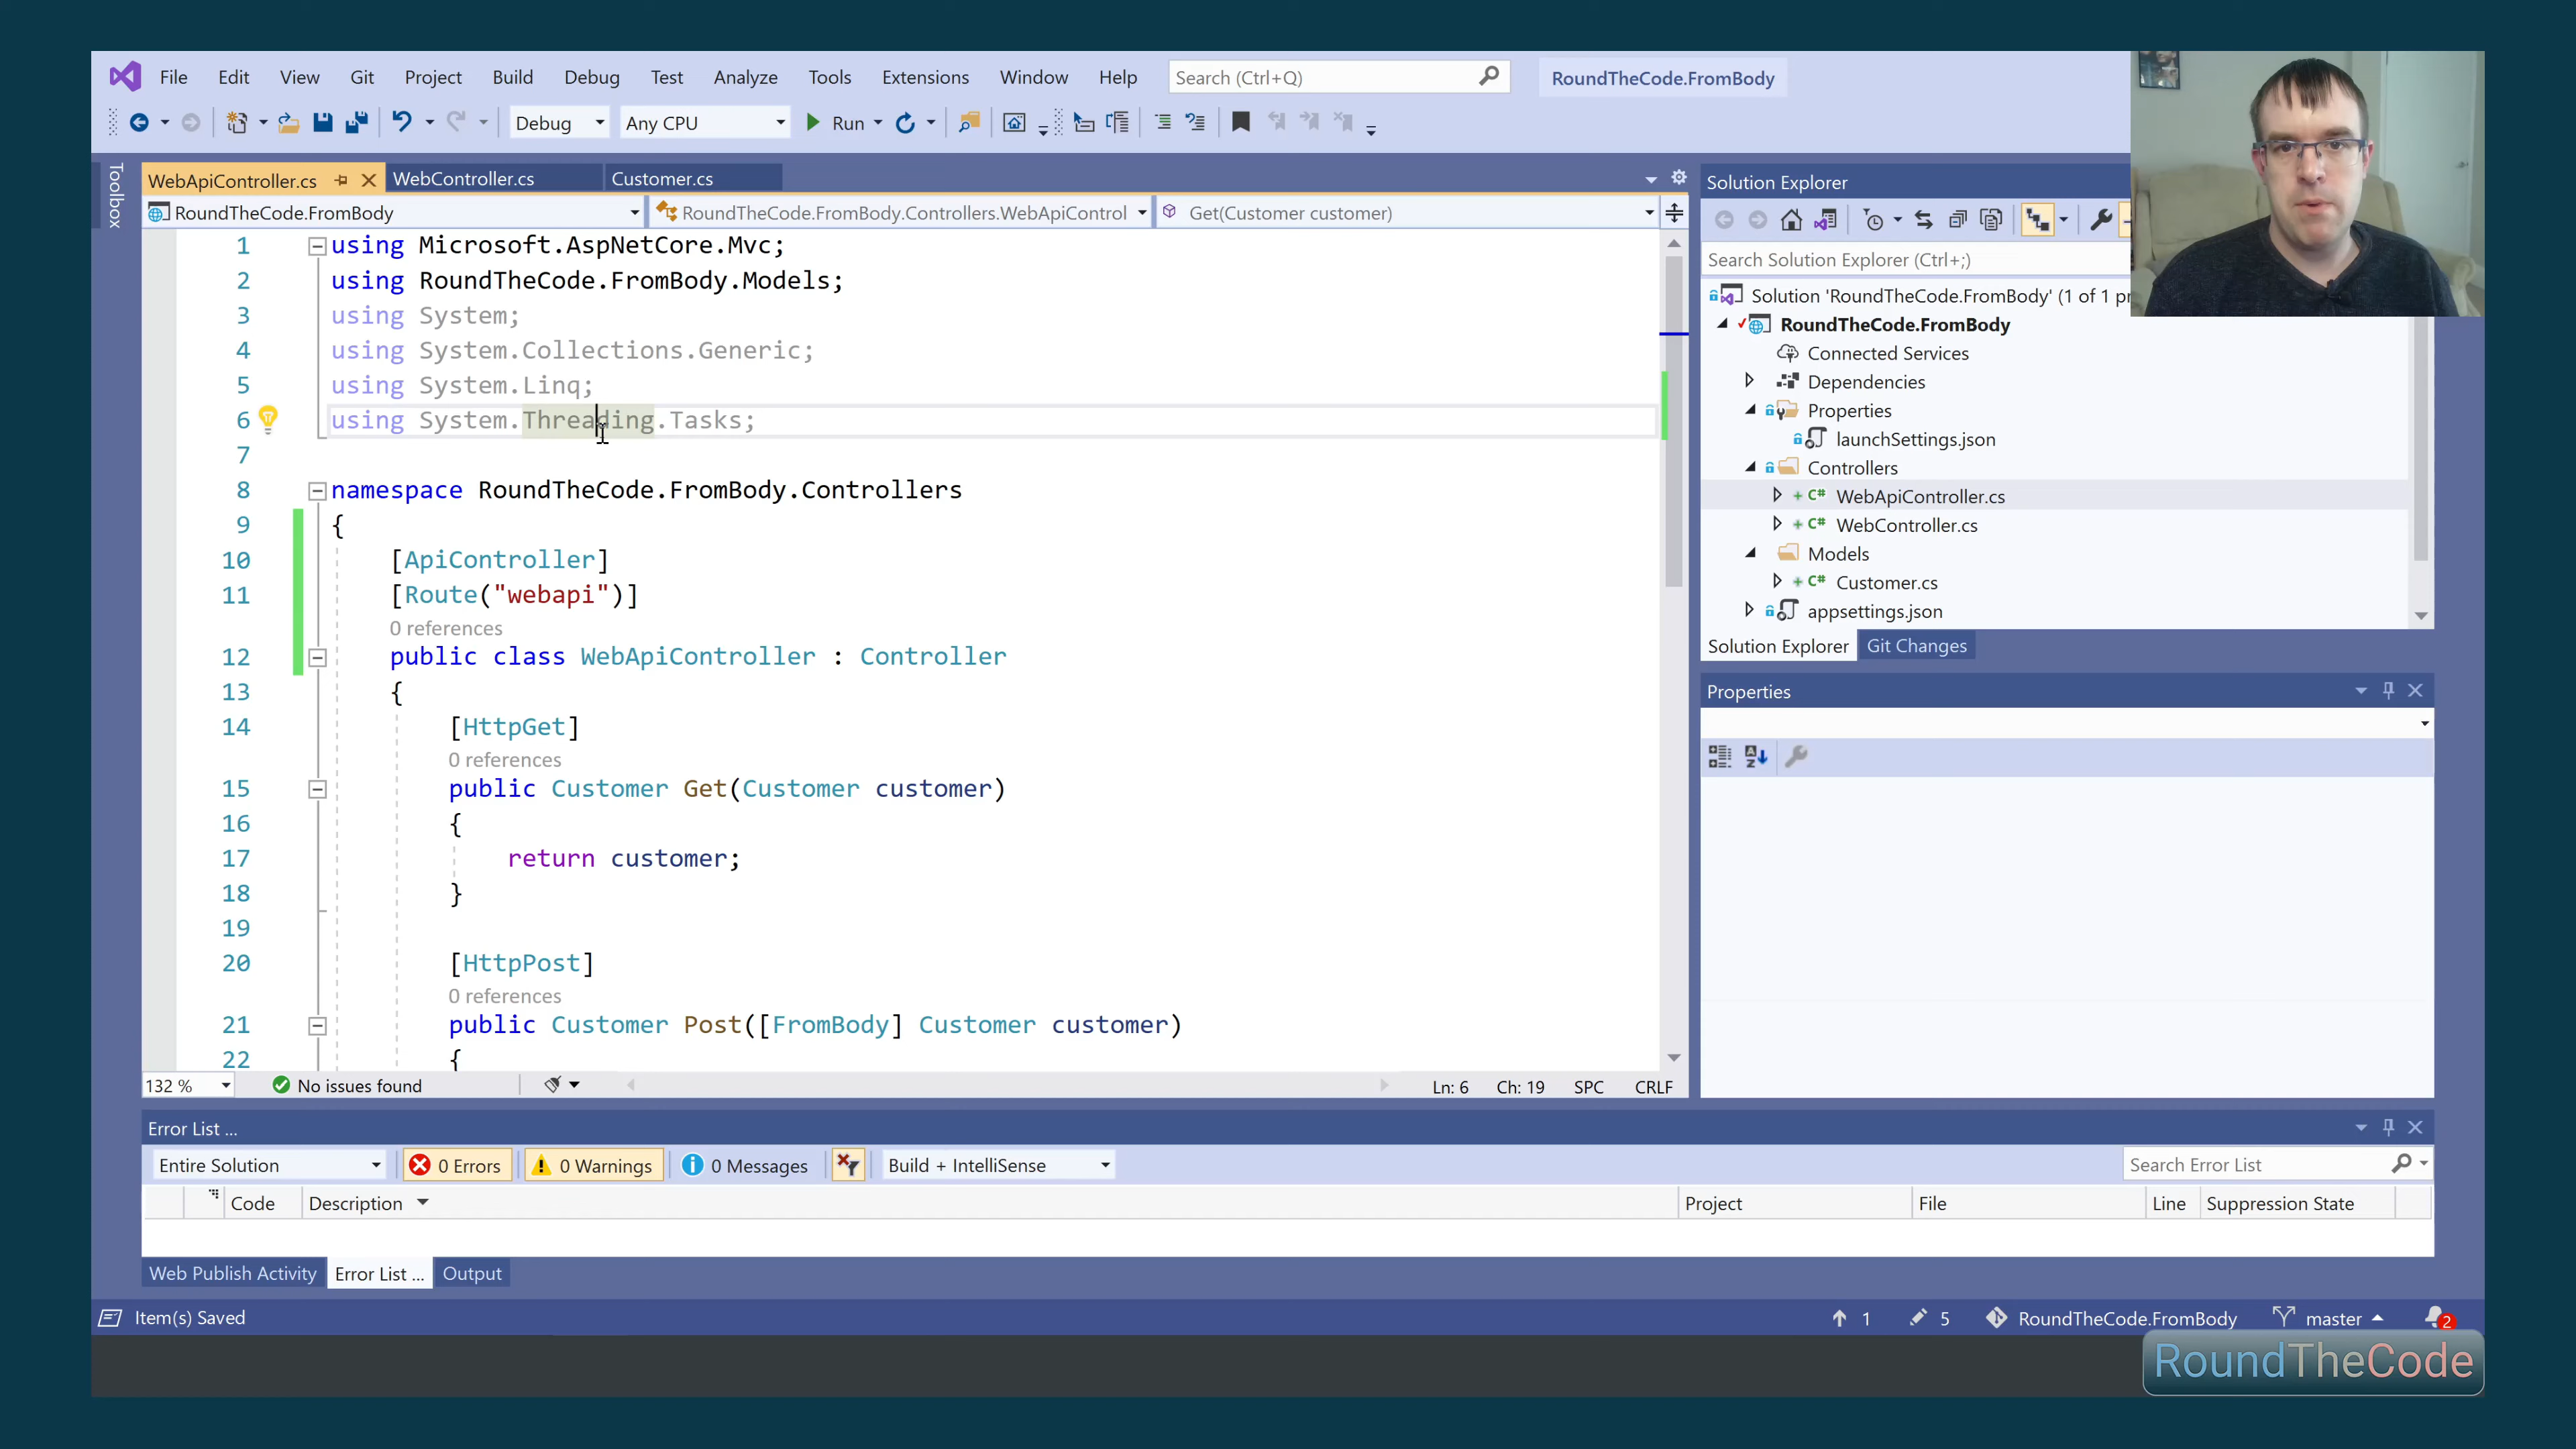 File Edit View Git Project Build Debug Test Analyze Tools Extensions Window Help Search (Ctrl+Q) RoundTheCode.FromBody
Debug Any CPU Run
Toolbox
WebApiController.cs WebController.cs Customer.cs
RoundTheCode.FromBody RoundTheCode.FromBody.Controllers.WebApiControl Get(Customer customer)
1 using Microsoft.AspNetCore.Mvc;
2 using RoundTheCode.FromBody.Models;
3 using System;
4 using System.Collections.Generic;
5 using System.Linq;
6 using System.Threading.Tasks;
7
8 namespace RoundTheCode.FromBody.Controllers
9 {
10 [ApiController]
11 [Route("webapi")]
0 references
12 public class WebApiController : Controller
13 {
14 [HttpGet]
0 references
15 public Customer Get(Customer customer)
16 {
17 return customer;
18 }
19
20 [HttpPost]
0 references
21 public Customer Post([FromBody] Customer customer)
22 {
132 % No issues found Ln: 6 Ch: 19 SPC CRLF
Solution Explorer
Search Solution Explorer (Ctrl+;)
Solution 'RoundTheCode.FromBody' (1 of 1 pr
RoundTheCode.FromBody
Connected Services
Dependencies
Properties
launchSettings.json
Controllers
C# WebApiController.cs
C# WebController.cs
Models
C# Customer.cs
appsettings.json
Solution Explorer Git Changes
Properties
Error List ...
Entire Solution 0 Errors 0 Warnings 0 Messages Build + IntelliSense Search Error List
Code Description Project File Line Suppression State
Web Publish Activity Error List ... Output
Item(s) Saved 1 5 RoundTheCode.FromBody master 2
RoundTheCode